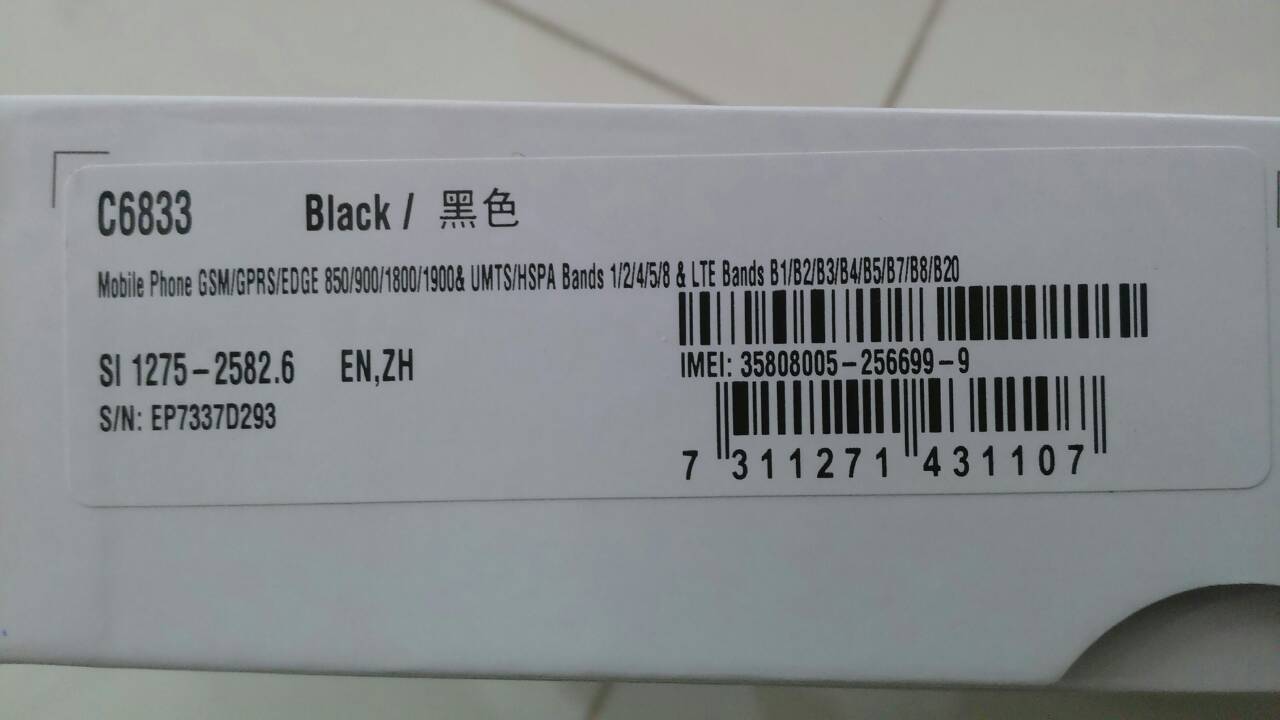 C6833 Black / 黑色
Mobile Phone GSM/GPRS/EDGE 850/900/1800/1900& UMTS/HSPA Bands 1/2/4/5/8 & LTE Bands B1/B2/B3/B4/B5/B7/B8/B20
SI 1275-2582.6 EN,ZH
IMEI: 35808005-256699-9
S/N: EP7337D293
7 311271 431107